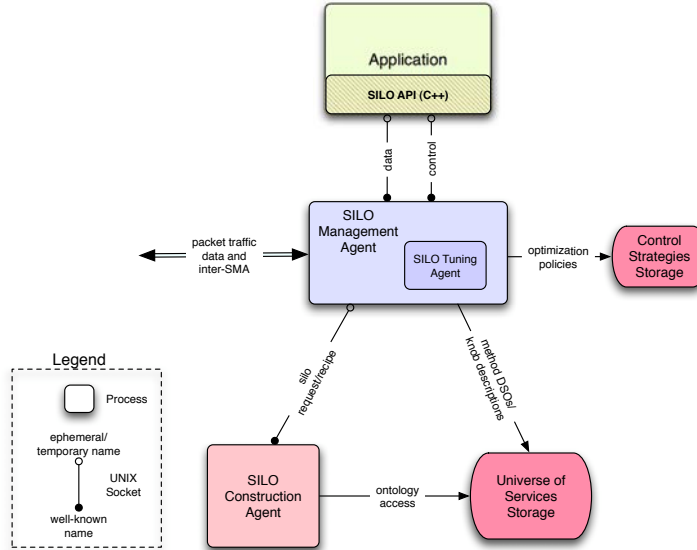 Application
SILO API (C++)
data
control
SILO
Management
Agent
SILO Tuning
Agent
packet traffic
data and
inter-SMA
optimization
policies
Control
Strategies
Storage
silo
request/recipe
method DSOs/
knob descriptions
Legend
Process
ephemeral/
temporary name
UNIX
Socket
well-known
name
SILO
Construction
Agent
ontology
access
Universe of
Services
Storage